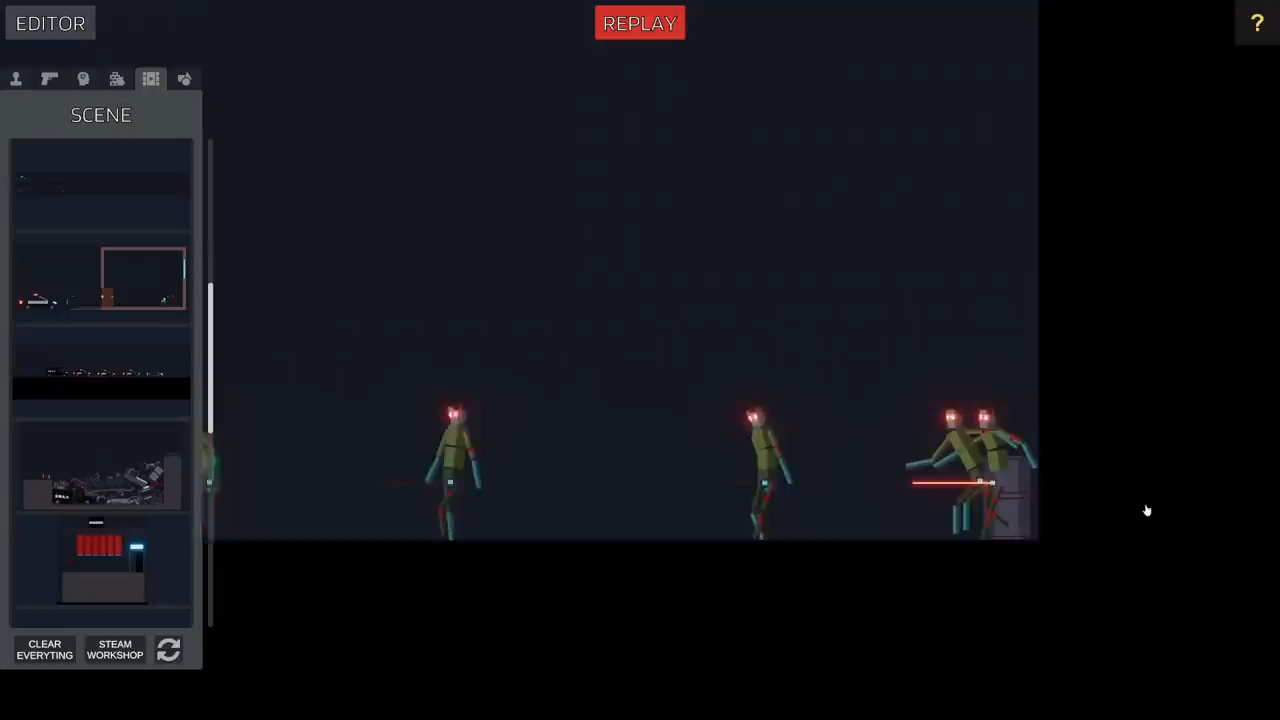 EDITOR
REPLAY
?
SCENE
CLEAR
EVERYTING
STEAM
WORKSHOP